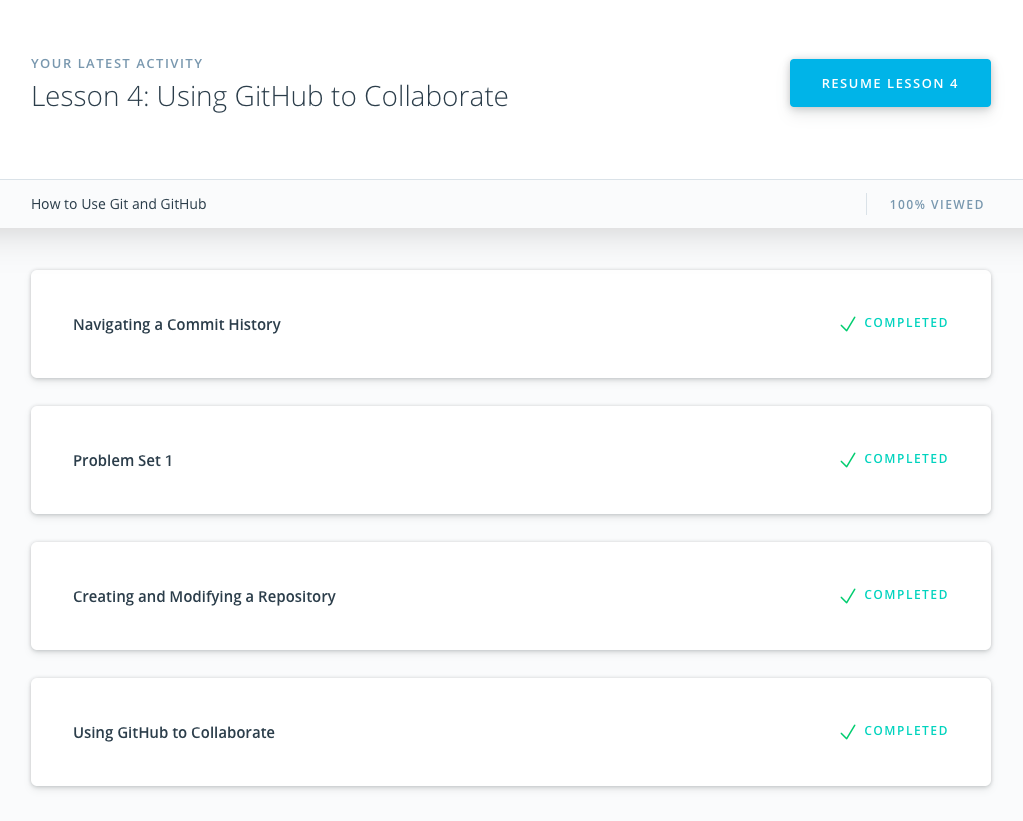 YOUR LATEST ACTIVITY
Lesson 4: Using GitHub to Collaborate
RESUME LESSON 4
How to Use Git and GitHub
100% VIEWED
Navigating a Commit History
COMPLETED
Problem Set 1
COMPLETED
Creating and Modifying a Repository
COMPLETED
Using GitHub to Collaborate
COMPLETED